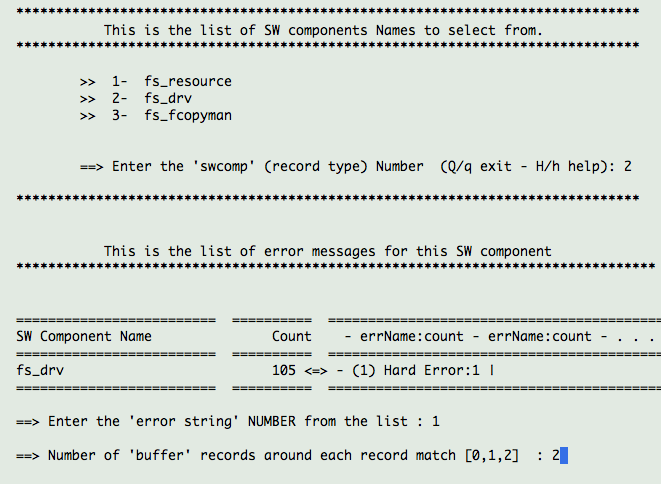 ******************************************************************************
This is the list of SW components Names to select from.
******************************************************************************
>> 1- fs_resource
>> 2- fs_drv
>> 3- fs_fcopyman
==> Enter the 'swcomp' (record type) Number (Q/q exit - H/h help): 2
******************************************************************************
This is the list of error messages for this SW component
********************************************************************************
========================= ========== ==========================================
SW Component Name Count - errName:count - errName:count - . . .
========================= ========== ==========================================
fs_drv 105 <=> - (1) Hard Error:1 |
========================= ========== ==========================================
==> Enter the 'error string' NUMBER from the list : 1
==> Number of 'buffer' records around each record match [0,1,2] : 2